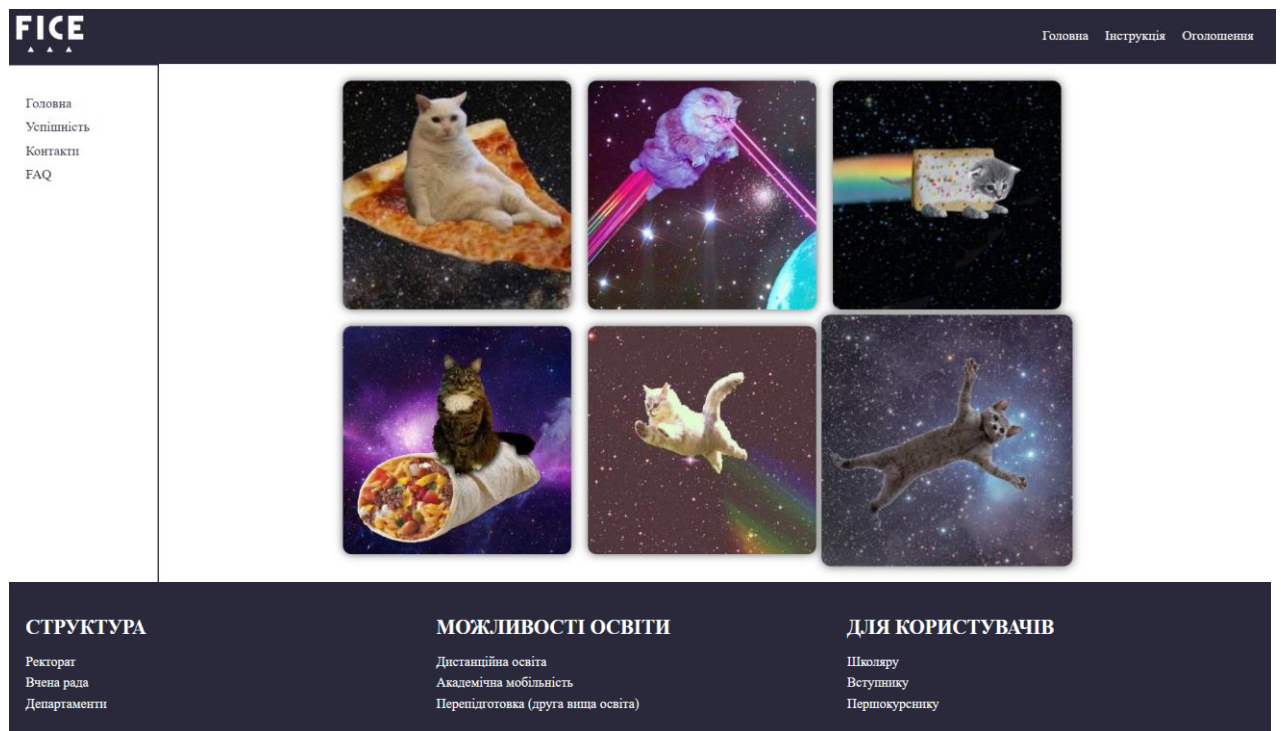 FICE
Головна Інструкція Оголошення
Головна
Успішність
Контакти
FAQ
СТРУКТУРА
Ректорат
Вчена рада
Департаменти
МОЖЛИВОСТІ ОСВІТИ
Дистанційна освіта
Академічна мобільність
Перепідготовка (друга вища освіта)
ДЛЯ КОРИСТУВАЧІВ
Школяру
Вступнику
Першокурснику